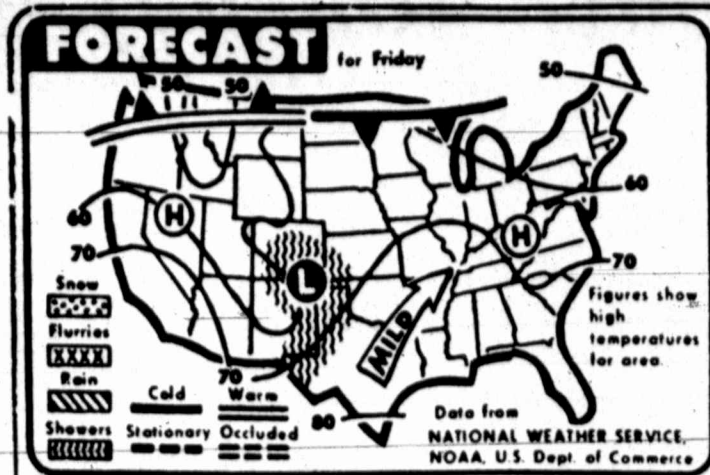 FORECAST for Friday
50 50
50
60
60
70
70
70
80
H
H
L
MILD
Snow
Flurries
Rain
Showers
Cold Warm
Stationary Occluded
Figures show
high
temperatures
for area.
Data from
NATIONAL WEATHER SERVICE,
NOAA, U.S. Dept. of Commerce